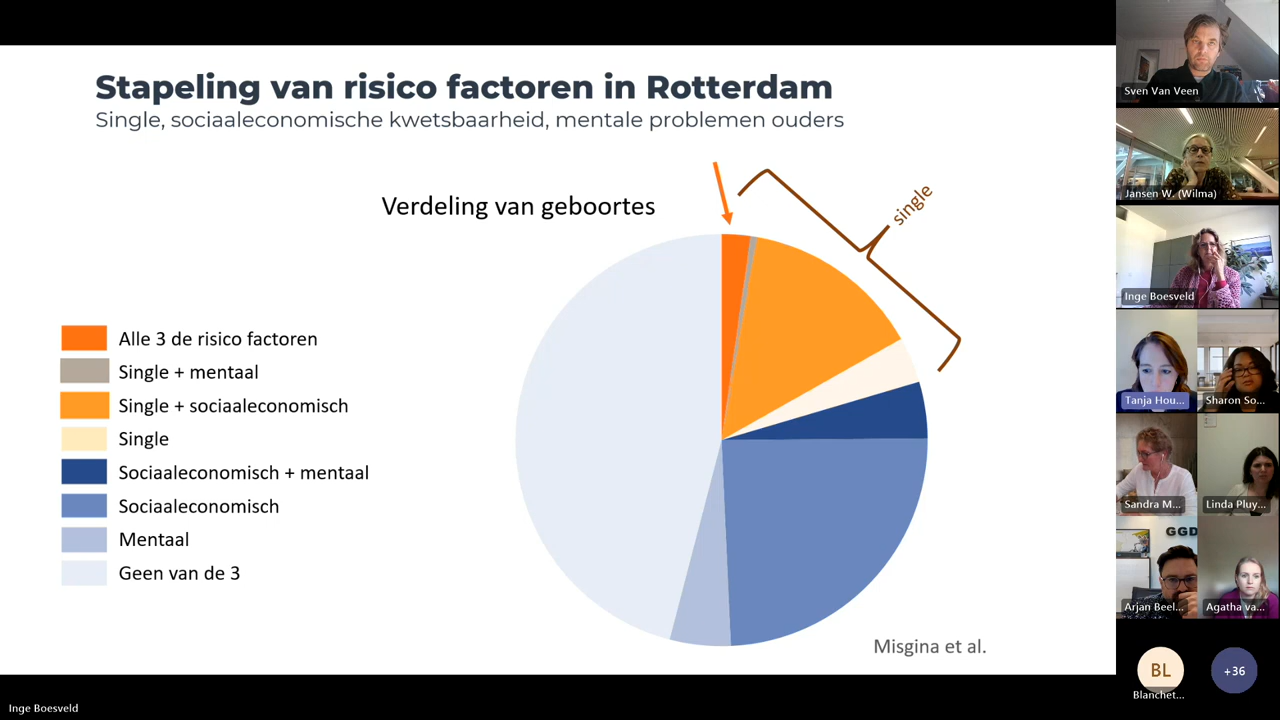 Stapeling van risico factoren in Rotterdam
Single, sociaaleconomische kwetsbaarheid, mentale problemen ouders
Verdeling van geboortes
single
Alle 3 de risico factoren
Single + mentaal
Single + sociaaleconomisch
Single
Sociaaleconomisch + mentaal
Sociaaleconomisch
Mentaal
Geen van de 3
Misgina et al.
Inge Boesveld
Sven Van Veen
Jansen W. (Wilma)
Inge Boesveld
Tanja Hou...
Sharon So...
Sandra M...
Linda Pluy...
GGD
Arjan Beel...
Agatha va...
BL
Blanchet...
+36